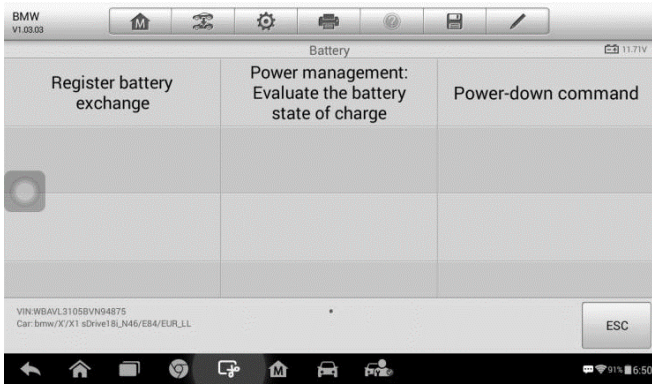 BMW
V1.03.03
Battery
11.71V
Register battery
exchange
Power management:
Evaluate the battery
state of charge
Power-down command
VIN:WBAVL3105BVN94875
Car: bmw/X'/X1 sDrive18i_N46/E84/EUR_LL
ESC
91%
6:50